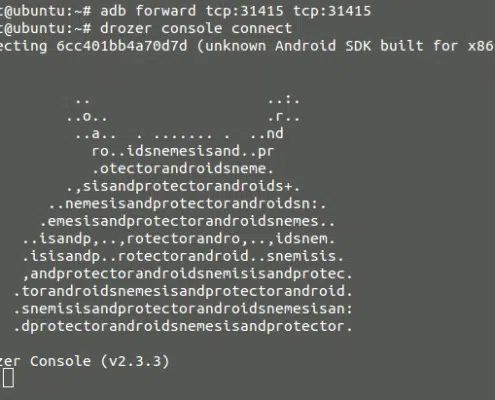 t@ubuntu:~# adb forward tcp:31415 tcp:31415
t@ubuntu:~# drozer console connect
ecting 6cc401bb4a70d7d (unknown Android SDK built for x86
.. ..:.
..o.. .r..
..a.. . ....... . ..nd
ro..idsnemesisand..pr
.otectorandroidsneme.
.,sisandprotectorandroids+.
..nemesisandprotectorandroidsn:.
.emesisandprotectorandroidsnemes..
..isandp,..,rotectorandro,..,idsnem.
.isisandp..rotectorandroid..snemisis.
,andprotectorandroidsnemisisandprotec.
.torandroidsnemesisandprotectorandroid.
.snemisisandprotectorandroidsnemesisan:
.dprotectorandroidsnemesisandprotector.
zer Console (v2.3.3)